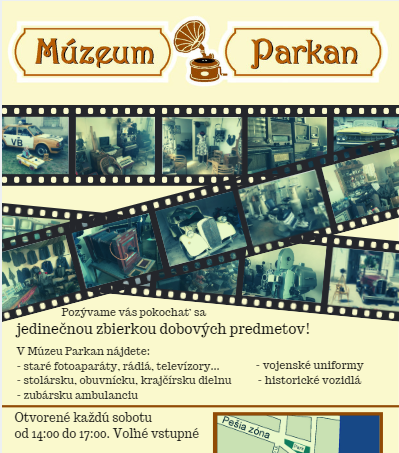 Múzeum Parkan
VB
Pozývame vás pokochať sa
jedinečnou zbierkou dobových predmetov!
V Múzeu Parkan nájdete:
- staré fotoaparáty, rádiá, televízory...
- vojenské uniformy
- stolársku, obuvnícku, krajčírsku dielnu
- historické vozidlá
- zubársku ambulanciu
Otvorené každú sobotu
od 14:00 do 17:00. Voľné vstupné
Pešia zóna